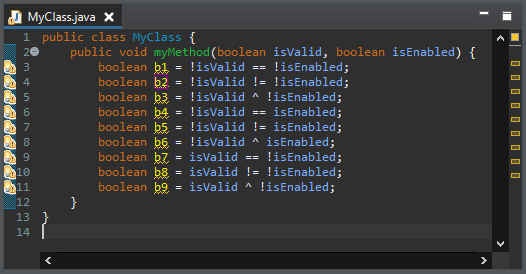 MyClass.java
1 public class MyClass {
2 public void myMethod(boolean isValid, boolean isEnabled) {
3 boolean b1 = !isValid == !isEnabled;
4 boolean b2 = !isValid != !isEnabled;
5 boolean b3 = !isValid ^ !isEnabled;
6 boolean b4 = !isValid == isEnabled;
7 boolean b5 = !isValid != isEnabled;
8 boolean b6 = !isValid ^ isEnabled;
9 boolean b7 = isValid == !isEnabled;
10 boolean b8 = isValid != !isEnabled;
11 boolean b9 = isValid ^ !isEnabled;
12 }
13 }
14